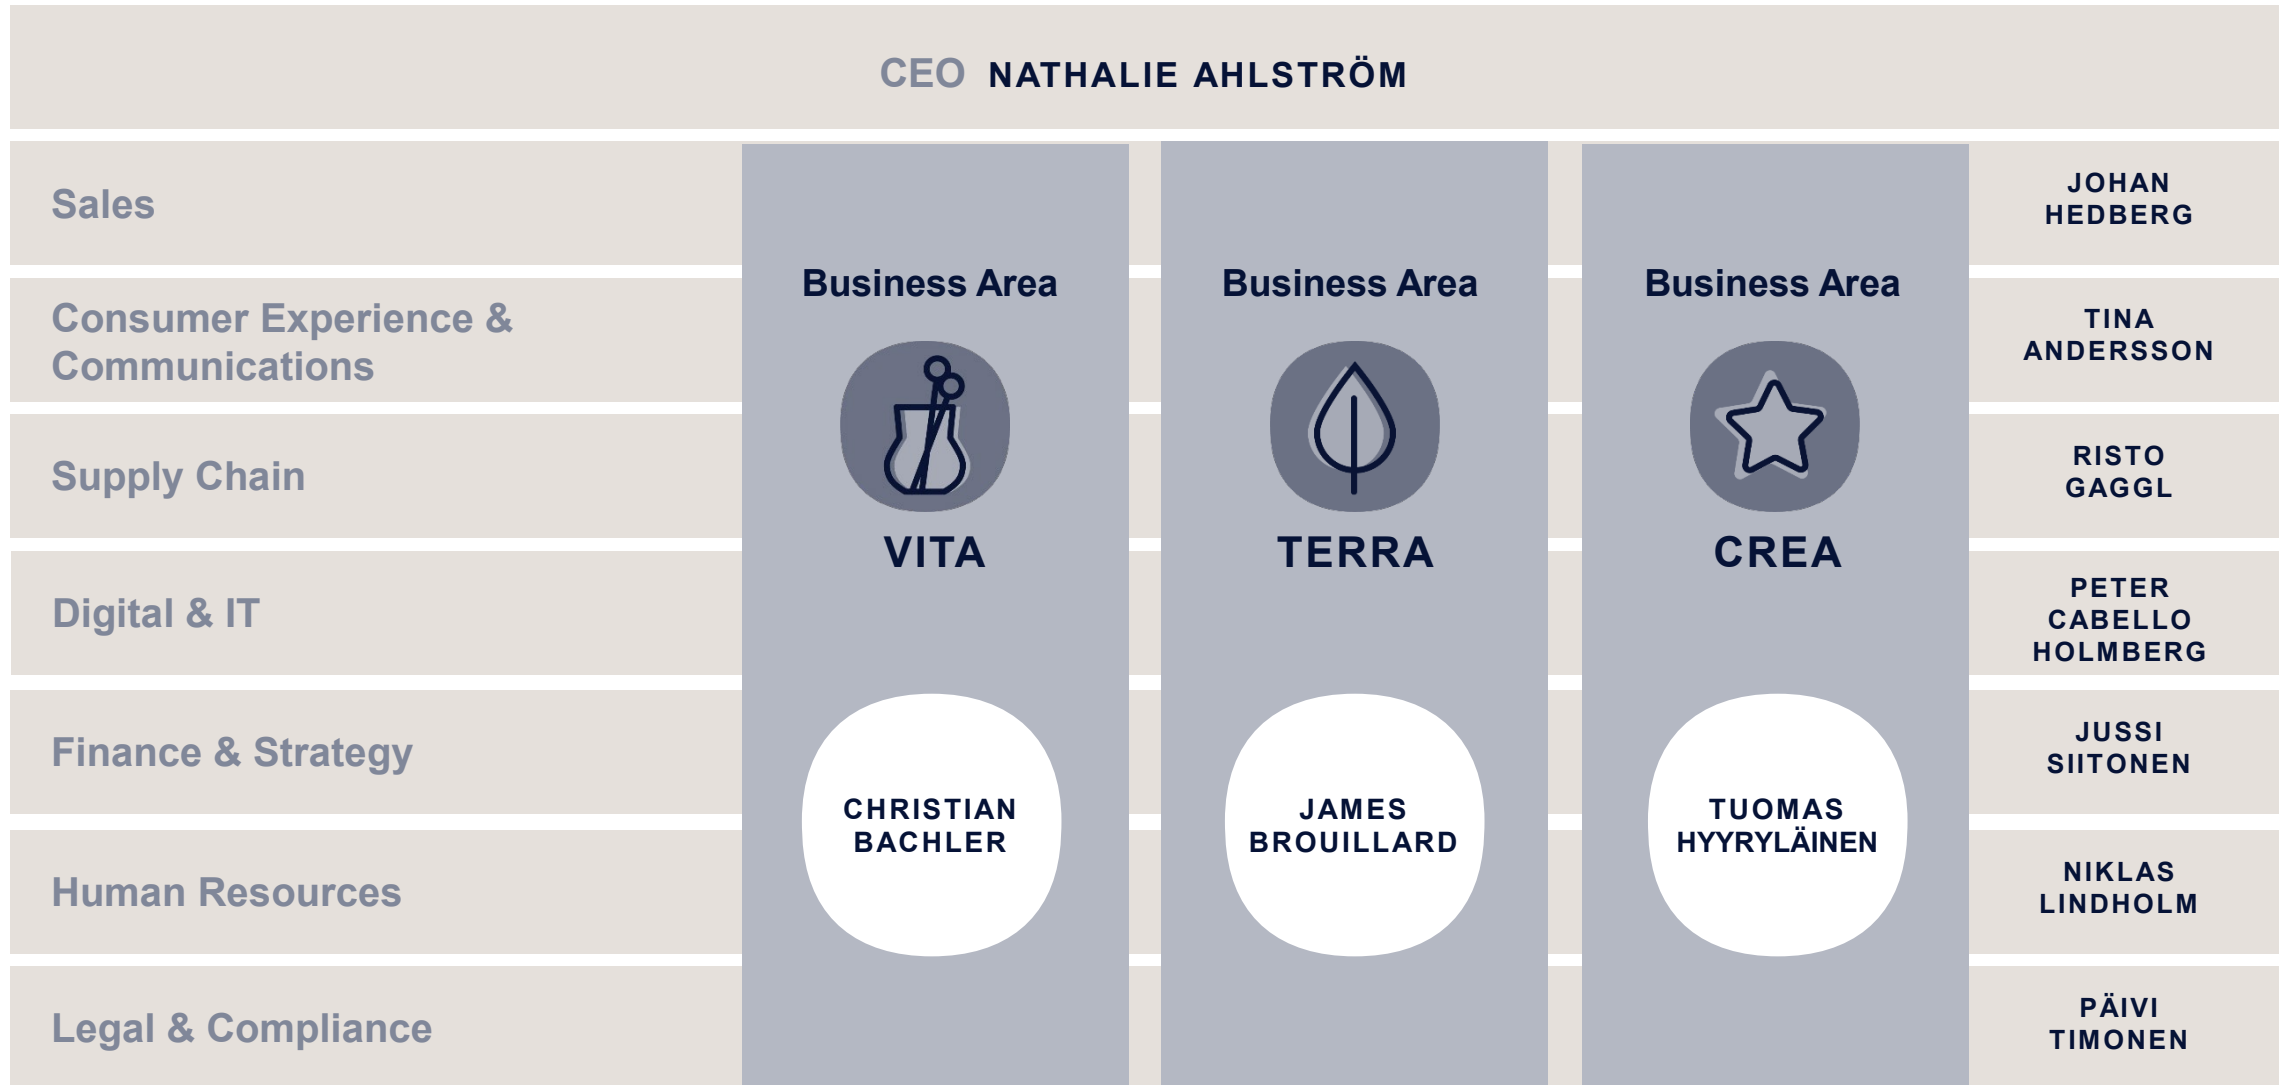 CEO NATHALIE AHLSTRÖM
Sales
JOHAN
HEDBERG
Consumer Experience &
Communications
TINA
ANDERSSON
Supply Chain
RISTO
GAGGL
Digital & IT
PETER
CABELLO
HOLMBERG
Finance & Strategy
JUSSI
SIITONEN
Human Resources
NIKLAS
LINDHOLM
Legal & Compliance
PÄIVI
TIMONEN
Business Area
VITA
CHRISTIAN
BACHLER
Business Area
TERRA
JAMES
BROUILLARD
Business Area
CREA
TUOMAS
HYYRYLÄINEN